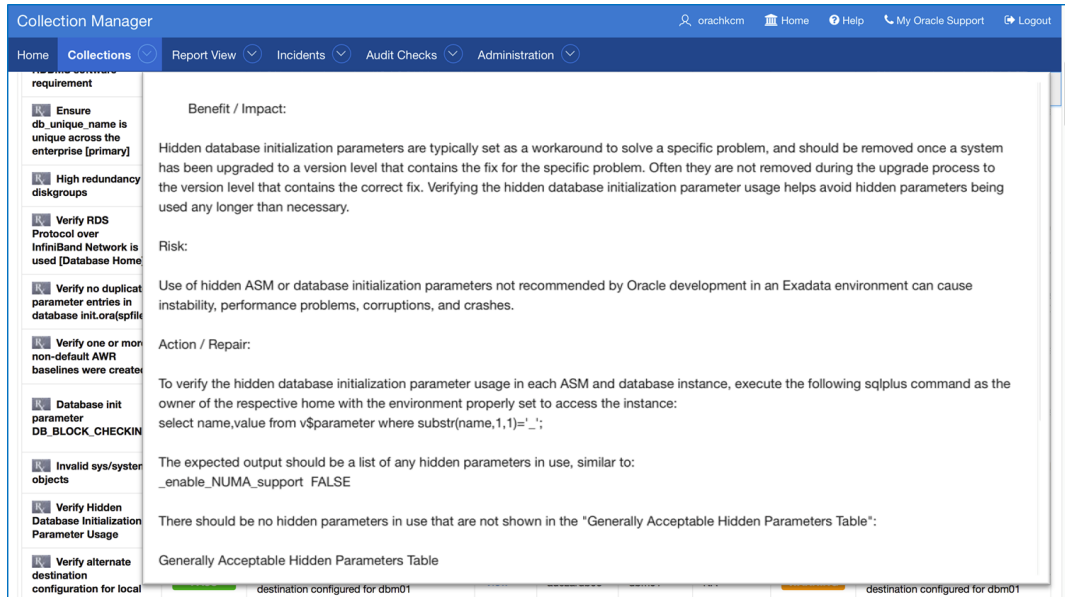 Collection Manager
orachkcm Home Help My Oracle Support Logout
Home Collections Report View Incidents Audit Checks Administration
requirement
Ensure
db_unique_name is
unique across the
enterprise [primary]
High redundancy
diskgroups
Verify RDS
Protocol over
InfiniBand Network is
used [Database Home
Verify no duplicat
parameter entries in
database init.ora(spfile
Verify one or mor
non-default AWR
baselines were create
Database init
parameter
DB_BLOCK_CHECKIN
Invalid sys/system
objects
Verify Hidden
Database Initialization
Parameter Usage
Verify alternate
destination
configuration for local
Benefit / Impact:
Hidden database initialization parameters are typically set as a workaround to solve a specific problem, and should be removed once a system
has been upgraded to a version level that contains the fix for the specific problem. Often they are not removed during the upgrade process to
the version level that contains the correct fix. Verifying the hidden database initialization parameter usage helps avoid hidden parameters being
used any longer than necessary.
Risk:
Use of hidden ASM or database initialization parameters not recommended by Oracle development in an Exadata environment can cause
instability, performance problems, corruptions, and crashes.
Action / Repair:
To verify the hidden database initialization parameter usage in each ASM and database instance, execute the following sqlplus command as the
owner of the respective home with the environment properly set to access the instance:
select name,value from v$parameter where substr(name,1,1)='_';
The expected output should be a list of any hidden parameters in use, similar to:
_enable_NUMA_support FALSE
There should be no hidden parameters in use that are not shown in the "Generally Acceptable Hidden Parameters Table":
Generally Acceptable Hidden Parameters Table
destination configured for dbm01
destination configured for dbm01